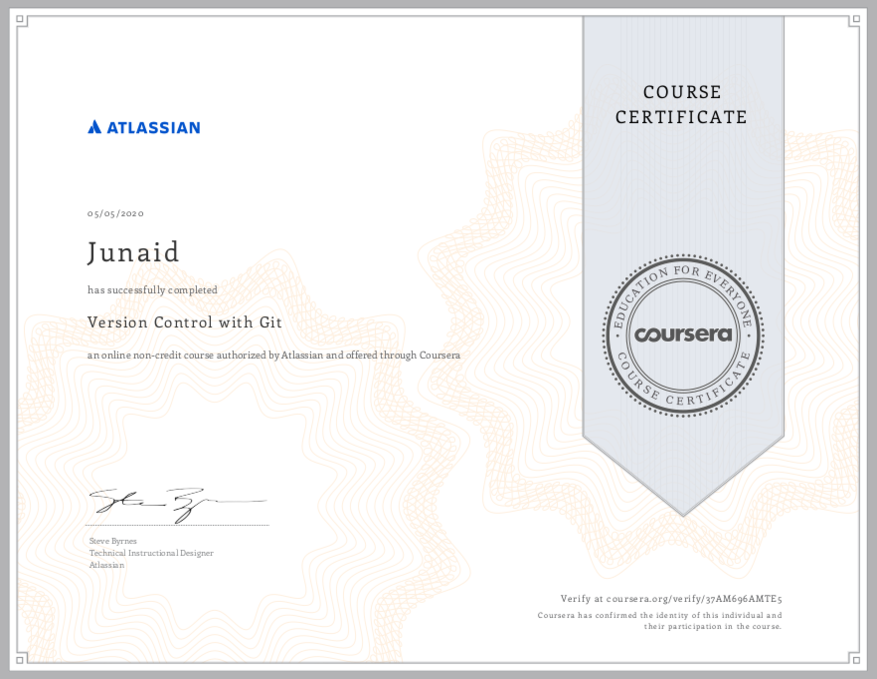 COURSE
CERTIFICATE
ATLASSIAN
05/05/2020
Junaid
has successfully completed
Version Control with Git
an online non-credit course authorized by Atlassian and offered through Coursera
EDUCATION FOR EVERYONE
coursera
COURSE CERTIFICATE
Steve Byrnes
Technical Instructional Designer
Atlassian
Verify at coursera.org/verify/37AM696AMTE5
Coursera has confirmed the identity of this individual and
their participation in the course.